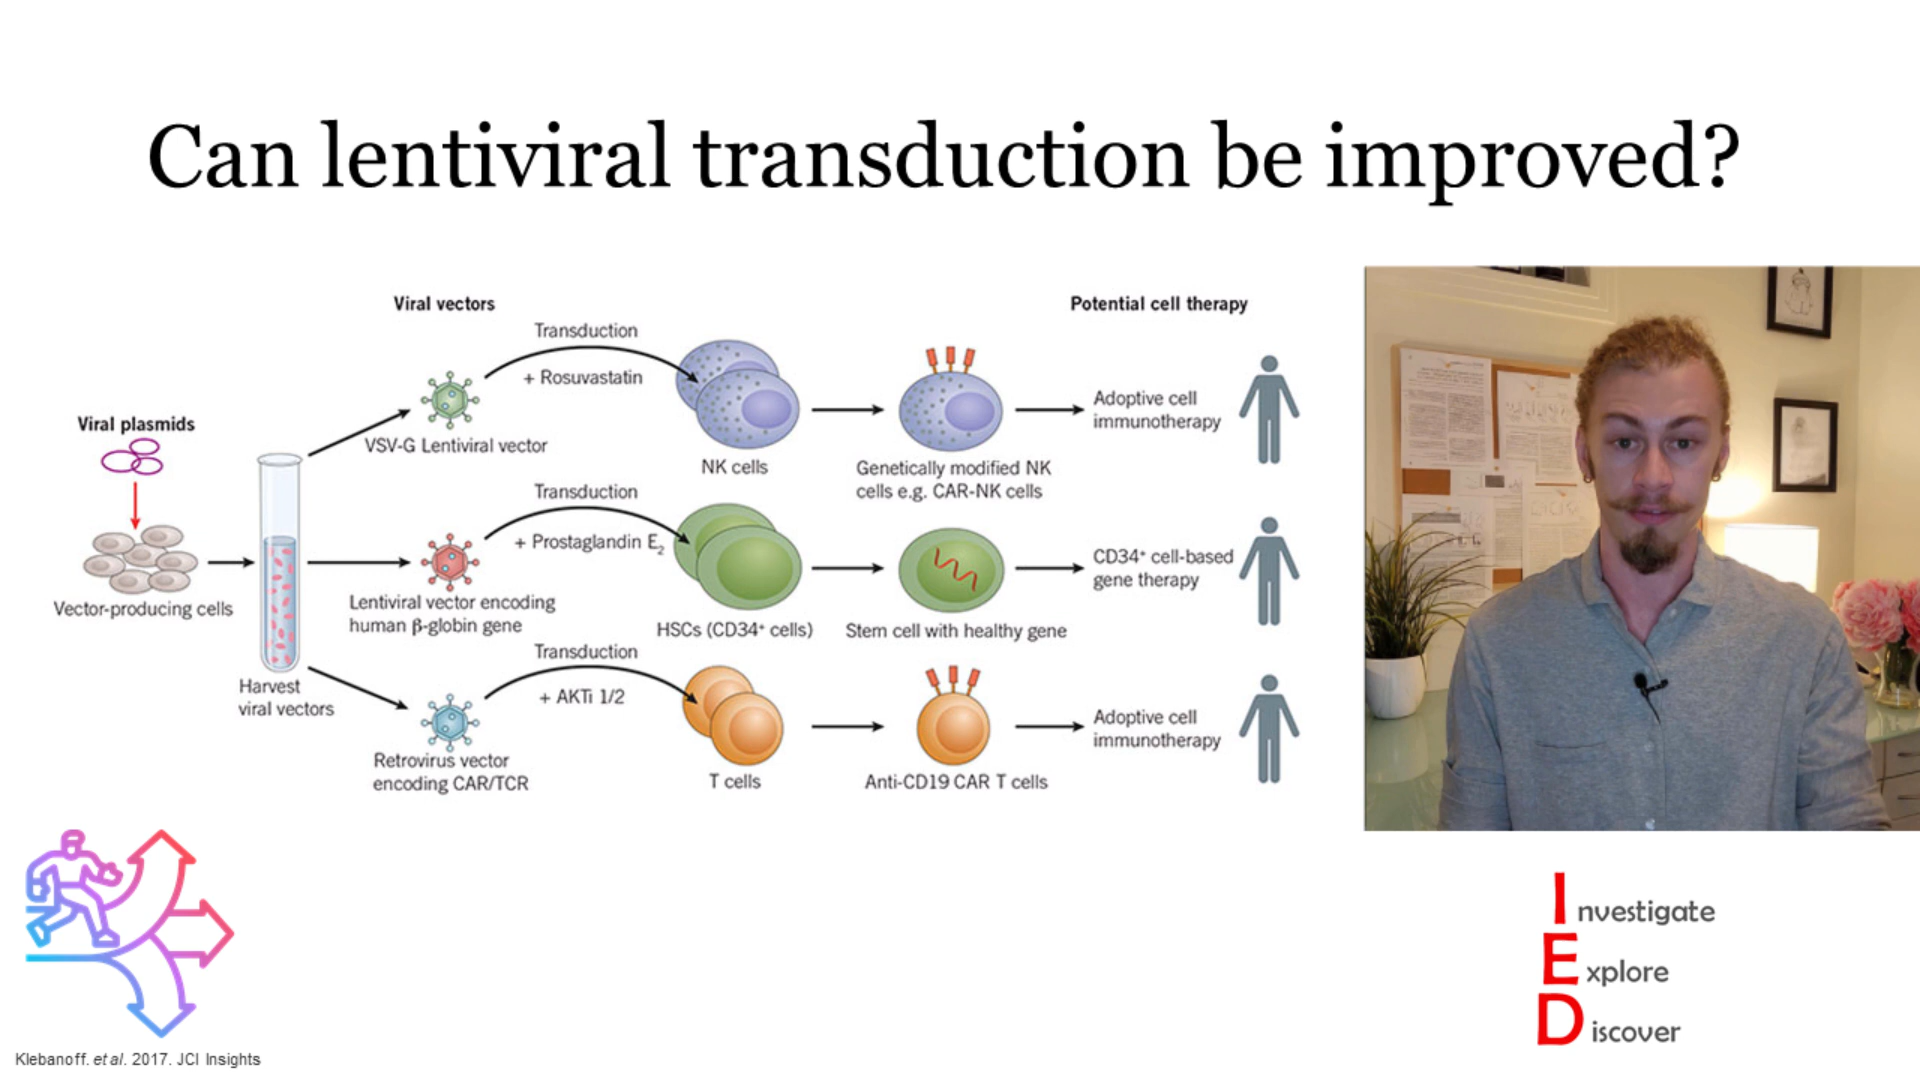 Can lentiviral transduction be improved?
Viral vectors
Potential cell therapy
Transduction
+ Rosuvastatin
VSV-G Lentiviral vector
NK cells
Genetically modified NK
cells e.g. CAR-NK cells
Adoptive cell
immunotherapy
Viral plasmids
Vector-producing cells
Harvest
viral vectors
Transduction
+ Prostaglandin E₂
Lentiviral vector encoding
human β-globin gene
HSCs (CD34⁺ cells)
Stem cell with healthy gene
CD34⁺ cell-based
gene therapy
Transduction
+ AKTi 1/2
Retrovirus vector
encoding CAR/TCR
T cells
Anti-CD19 CAR T cells
Adoptive cell
immunotherapy
Investigate
Explore
Discover
Klebanoff. et al. 2017. JCI Insights